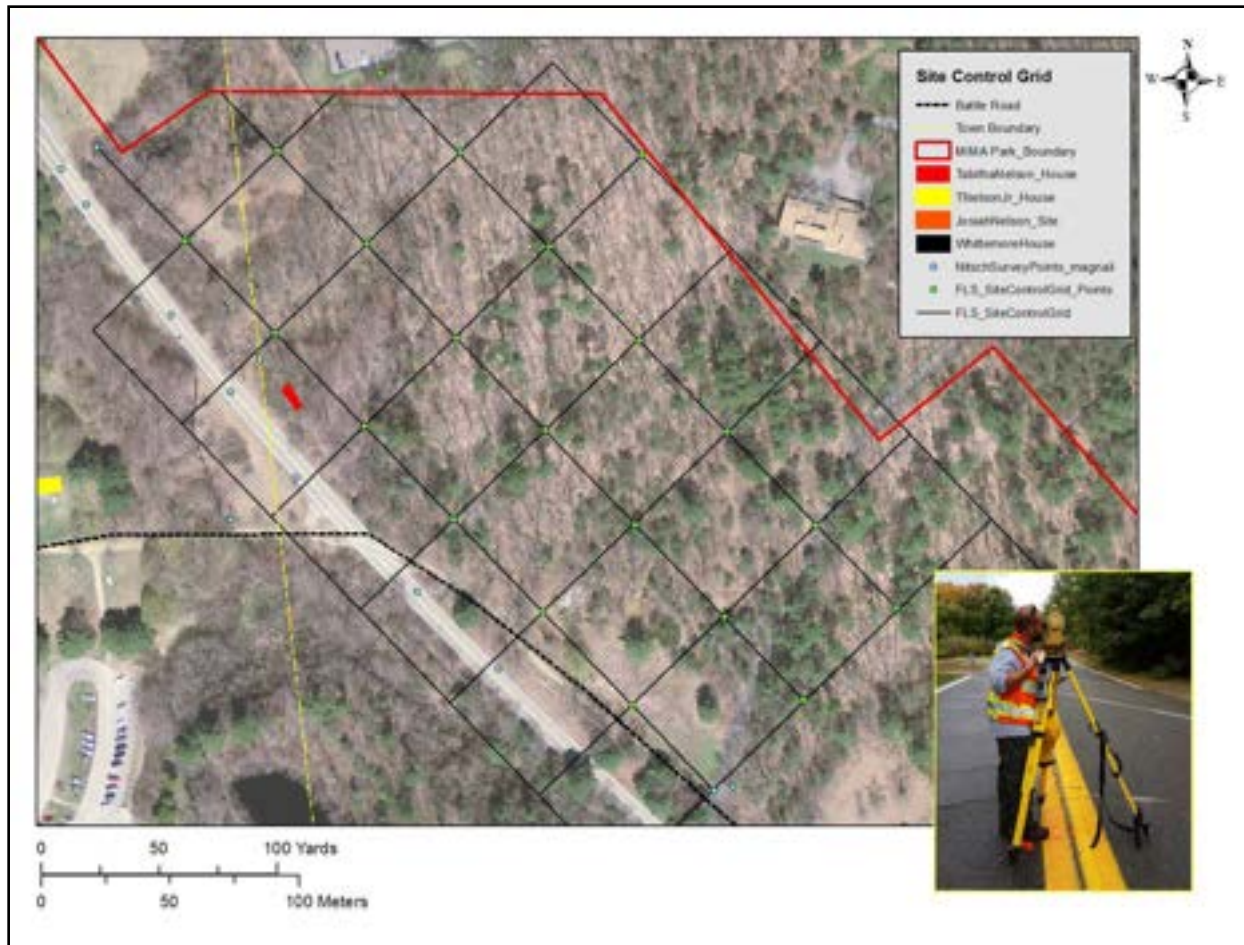 N
W E
S
Site Control Grid
Battle Road
Town Boundary
MIMA Park_Boundary
TabithaNelson_House
TNelsonJr_House
JosiahNelson_Site
WhittemoreHouse
NitschSurveyPoints_magnail
FLS_SiteControlGrid_Points
FLS_SiteControlGrid
0 50 100 Yards
0 50 100 Meters